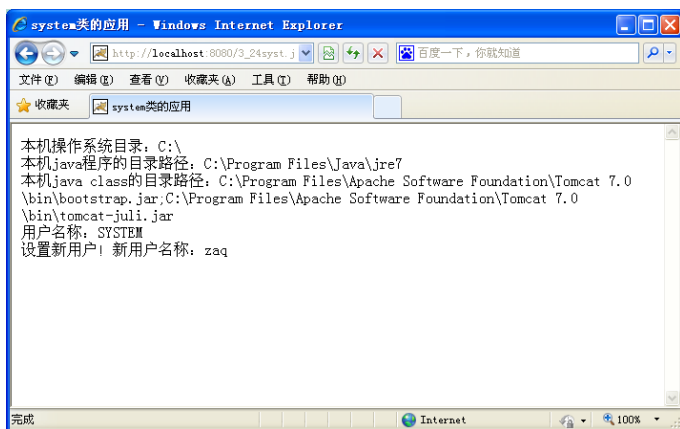 system类的应用 - Windows Internet Explorer
http://localhost:8080/3_24syst.j
百度一下，你就知道
文件(F) 编辑(E) 查看(V) 收藏夹(A) 工具(T) 帮助(H)
收藏夹 system类的应用
本机操作系统目录：C:\
本机java程序的目录路径：C:\Program Files\Java\jre7
本机java class的目录路径：C:\Program Files\Apache Software Foundation\Tomcat 7.0
\bin\bootstrap.jar;C:\Program Files\Apache Software Foundation\Tomcat 7.0
\bin\tomcat-juli.jar
用户名称：SYSTEM
设置新用户！新用户名称：zaq
完成 Internet 100%